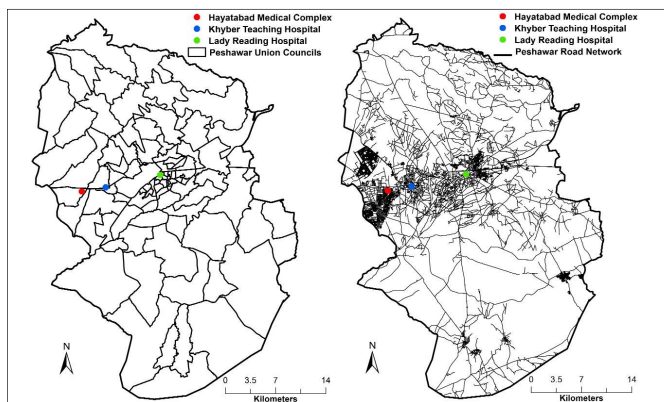 Hayatabad Medical Complex
Khyber Teaching Hospital
Lady Reading Hospital
Peshawar Union Councils
N
0 3.5 7 14
Kilometers
Hayatabad Medical Complex
Khyber Teaching Hospital
Lady Reading Hospital
Peshawar Road Network
N
0 3.5 7 14
Kilometers